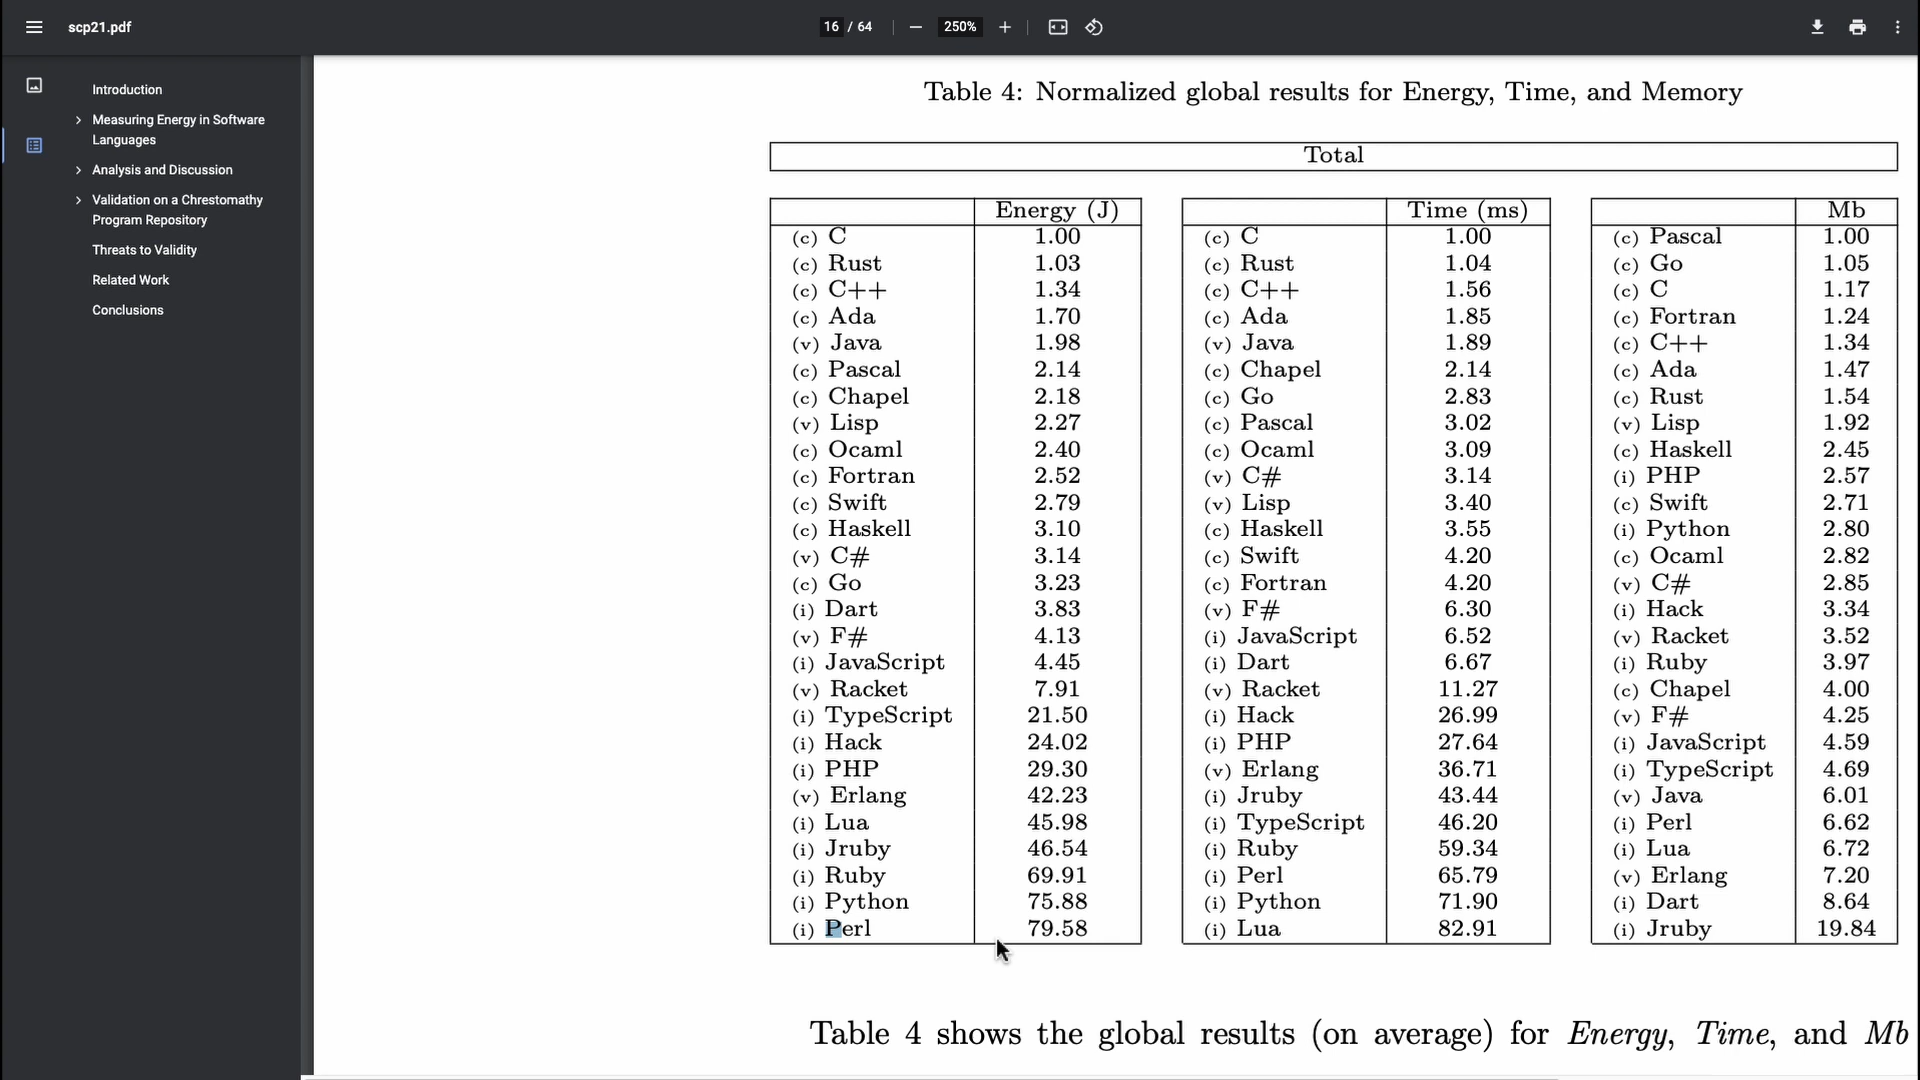 scp21.pdf
16 / 64
250%
Introduction
Measuring Energy in Software
Languages
Analysis and Discussion
Validation on a Chrestomathy
Program Repository
Threats to Validity
Related Work
Conclusions
Table 4: Normalized global results for Energy, Time, and Memory
Total
Energy (J)
(c) C 1.00
(c) Rust 1.03
(c) C++ 1.34
(c) Ada 1.70
(v) Java 1.98
(c) Pascal 2.14
(c) Chapel 2.18
(v) Lisp 2.27
(c) Ocaml 2.40
(c) Fortran 2.52
(c) Swift 2.79
(c) Haskell 3.10
(v) C# 3.14
(c) Go 3.23
(i) Dart 3.83
(v) F# 4.13
(i) JavaScript 4.45
(v) Racket 7.91
(i) TypeScript 21.50
(i) Hack 24.02
(i) PHP 29.30
(v) Erlang 42.23
(i) Lua 45.98
(i) Jruby 46.54
(i) Ruby 69.91
(i) Python 75.88
(i) Perl 79.58
Time (ms)
(c) C 1.00
(c) Rust 1.04
(c) C++ 1.56
(c) Ada 1.85
(v) Java 1.89
(c) Chapel 2.14
(c) Go 2.83
(c) Pascal 3.02
(c) Ocaml 3.09
(v) C# 3.14
(v) Lisp 3.40
(c) Haskell 3.55
(c) Swift 4.20
(c) Fortran 4.20
(v) F# 6.30
(i) JavaScript 6.52
(i) Dart 6.67
(v) Racket 11.27
(i) Hack 26.99
(i) PHP 27.64
(v) Erlang 36.71
(i) Jruby 43.44
(i) TypeScript 46.20
(i) Ruby 59.34
(i) Perl 65.79
(i) Python 71.90
(i) Lua 82.91
Mb
(c) Pascal 1.00
(c) Go 1.05
(c) C 1.17
(c) Fortran 1.24
(c) C++ 1.34
(c) Ada 1.47
(c) Rust 1.54
(v) Lisp 1.92
(c) Haskell 2.45
(i) PHP 2.57
(c) Swift 2.71
(i) Python 2.80
(c) Ocaml 2.82
(v) C# 2.85
(i) Hack 3.34
(v) Racket 3.52
(i) Ruby 3.97
(c) Chapel 4.00
(v) F# 4.25
(i) JavaScript 4.59
(i) TypeScript 4.69
(v) Java 6.01
(i) Perl 6.62
(i) Lua 6.72
(v) Erlang 7.20
(i) Dart 8.64
(i) Jruby 19.84
Table 4 shows the global results (on average) for Energy, Time, and Mb